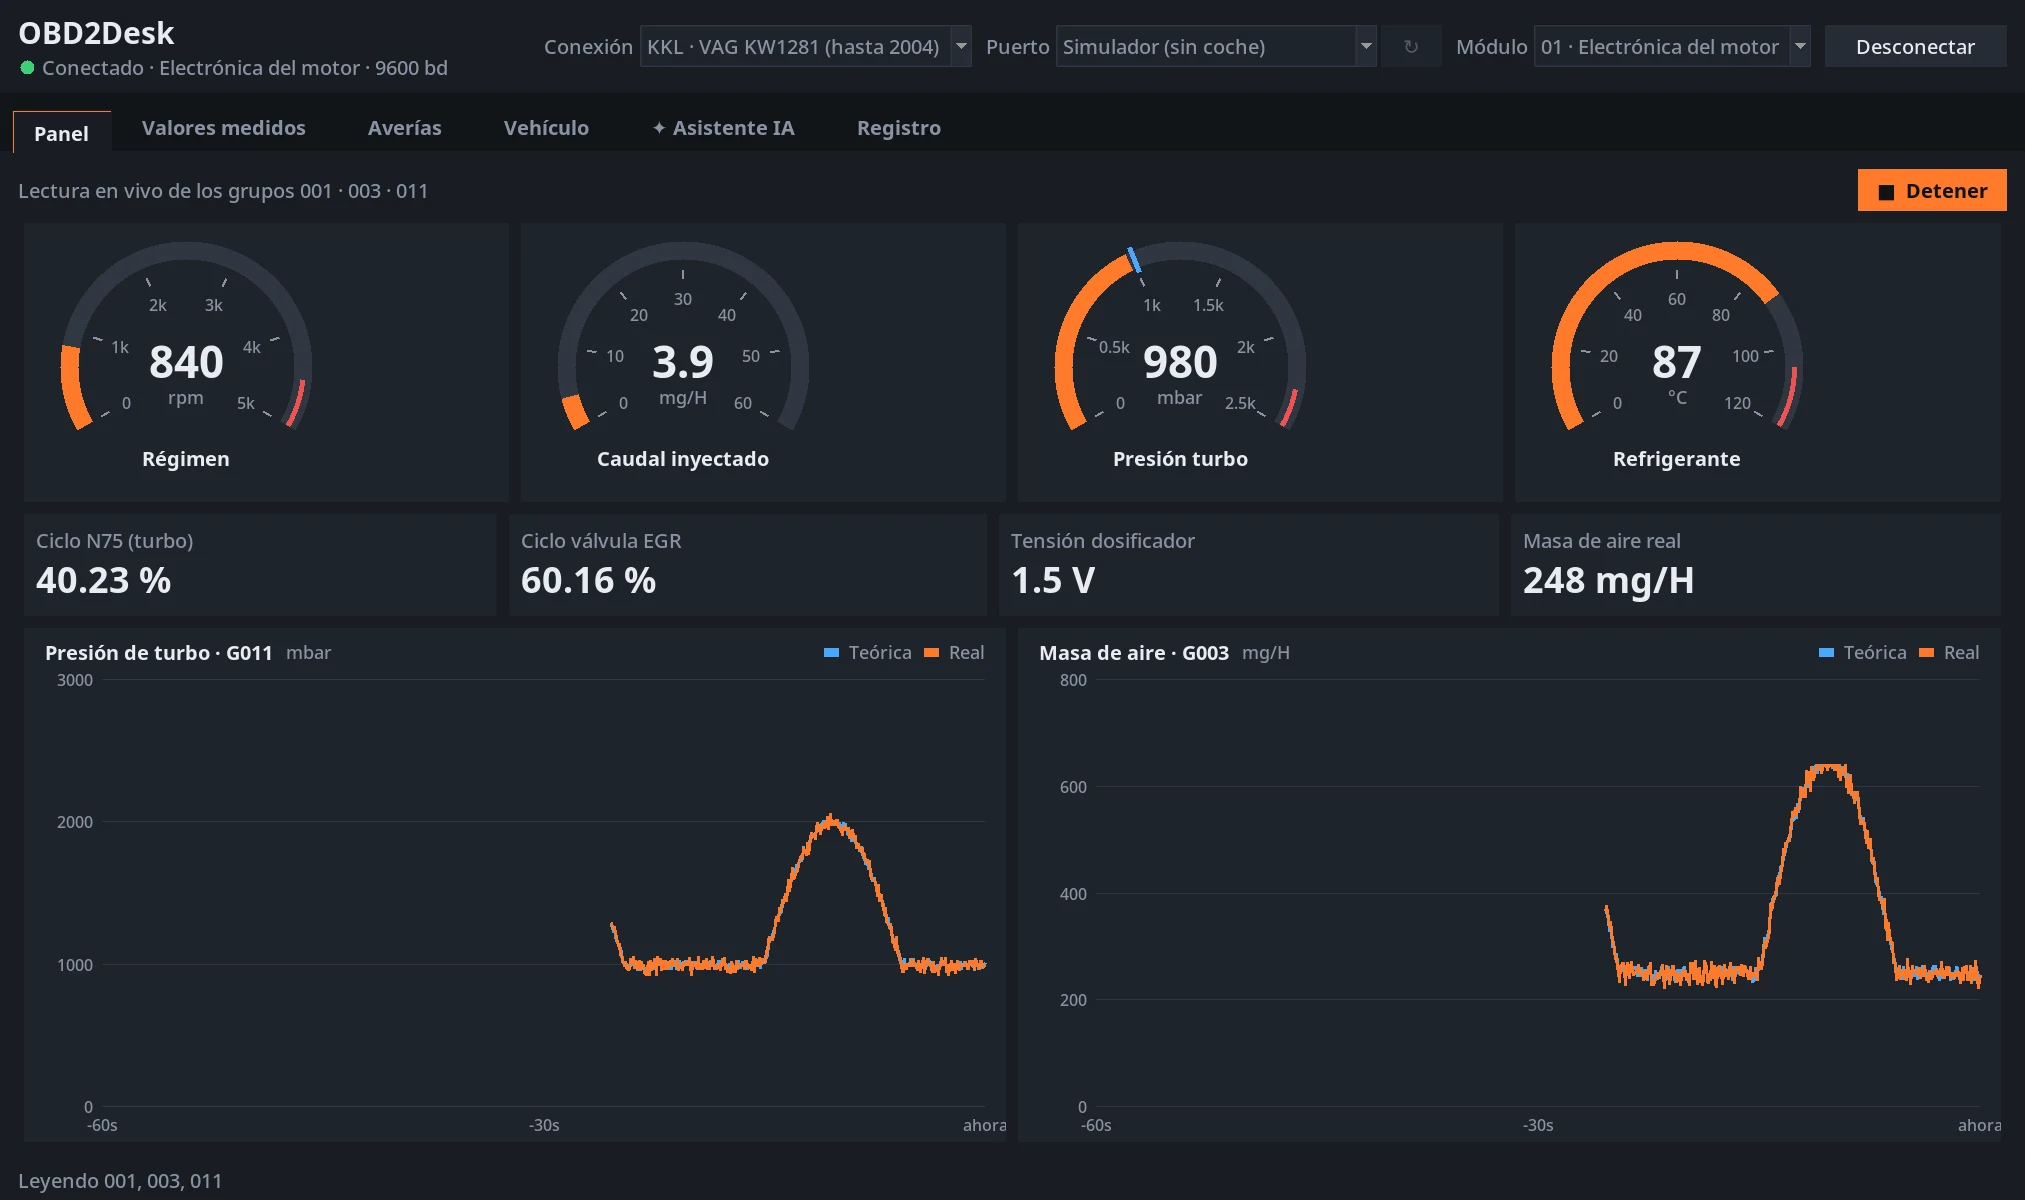 OBD2Desk
Conectado · Electrónica del motor · 9600 bd
Conexión KKL · VAG KW1281 (hasta 2004) Puerto Simulador (sin coche) ↻ Módulo 01 · Electrónica del motor Desconectar
Panel Valores medidos Averías Vehículo ✦ Asistente IA Registro
Lectura en vivo de los grupos 001 · 003 · 011
■ Detener
0 1k 2k 3k 4k 5k
840
rpm
Régimen
0 10 20 30 40 50 60
3.9
mg/H
Caudal inyectado
0 0.5k 1k 1.5k 2k 2.5k
980
mbar
Presión turbo
0 20 40 60 80 100 120
87
°C
Refrigerante
Ciclo N75 (turbo)
40.23 %
Ciclo válvula EGR
60.16 %
Tensión dosificador
1.5 V
Masa de aire real
248 mg/H
Presión de turbo · G011 mbar
Teórica Real
3000
2000
1000
0
-60s -30s ahora
Masa de aire · G003 mg/H
Teórica Real
800
600
400
200
0
-60s -30s ahora
Leyendo 001, 003, 011